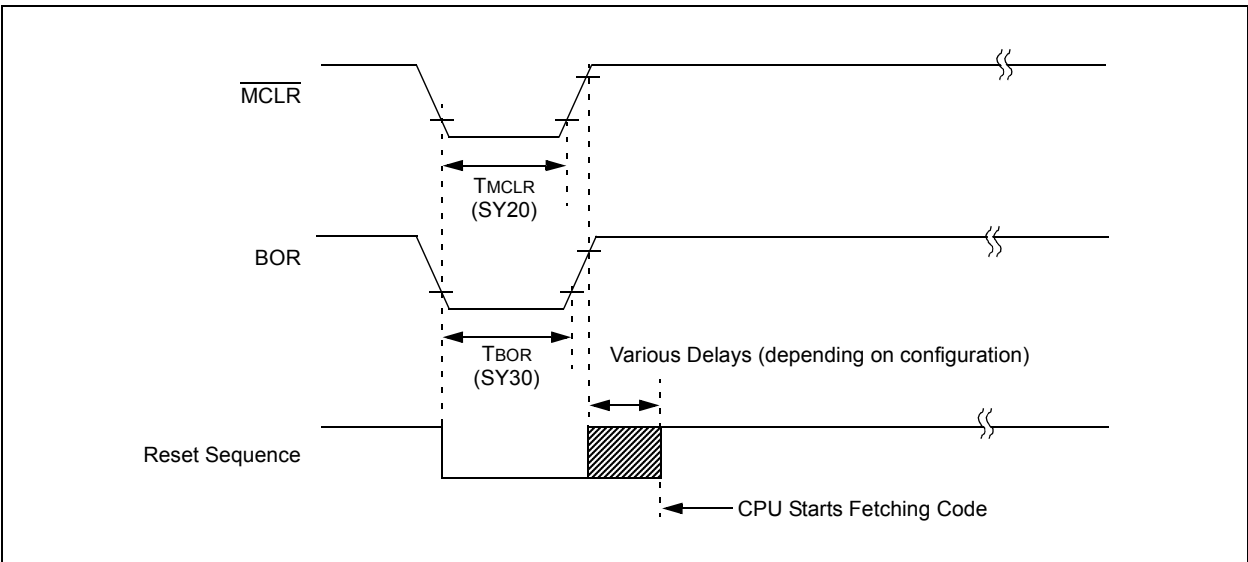 MCLR
TMCLR
(SY20)
BOR
TBOR
(SY30)
Various Delays (depending on configuration)
Reset Sequence
CPU Starts Fetching Code